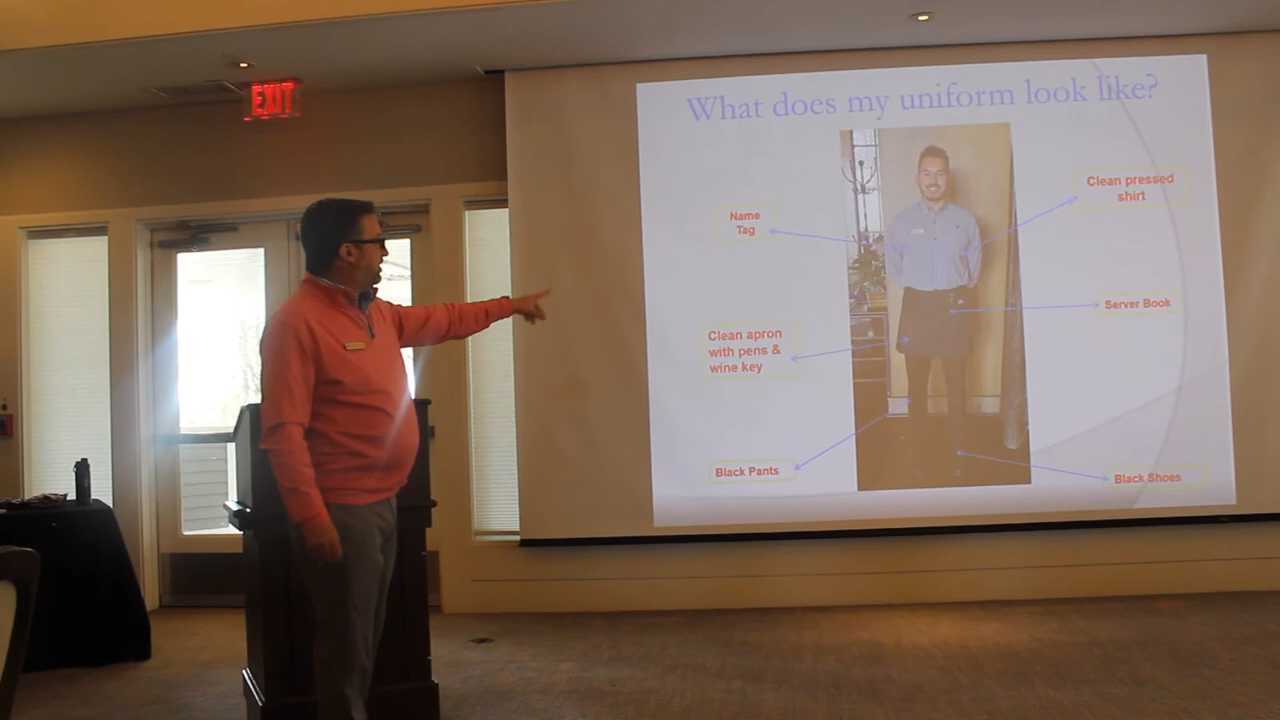 EXIT
What does my uniform look like?
Clean pressed
shirt
Name
Tag
Server Book
Clean apron
with pens &
wine key
Black Pants
Black Shoes